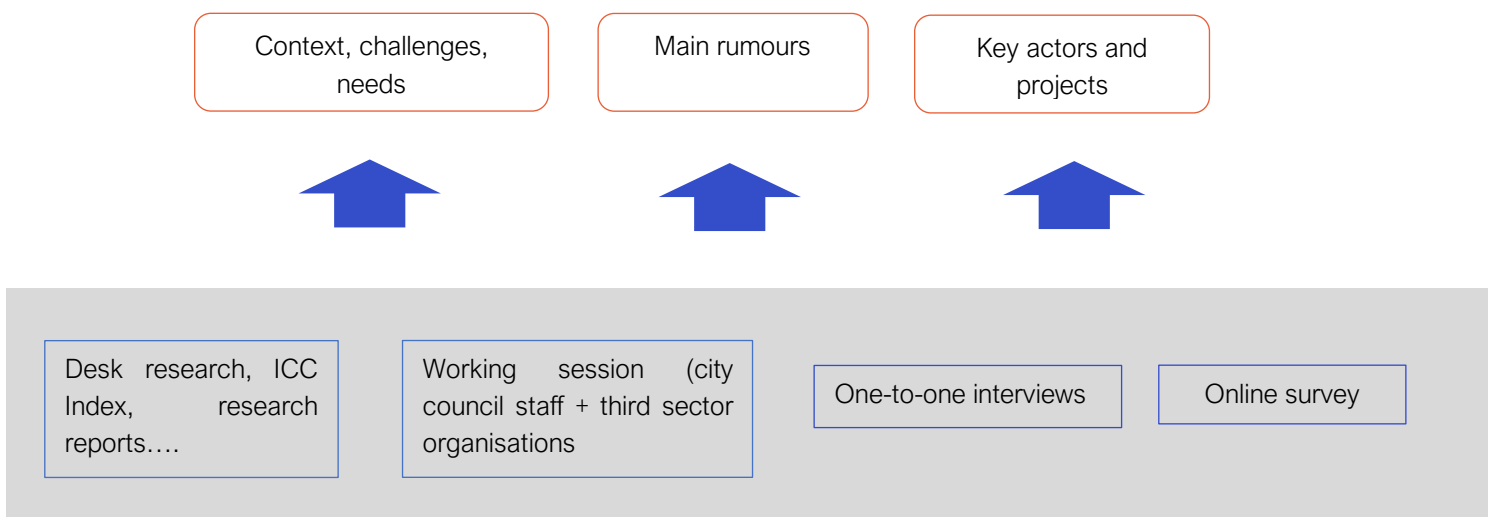 Context, challenges,
needs
Main rumours
Key actors and
projects
Desk research, ICC
Index, research
reports….
Working session (city
council staff + third sector
organisations
One-to-one interviews
Online survey